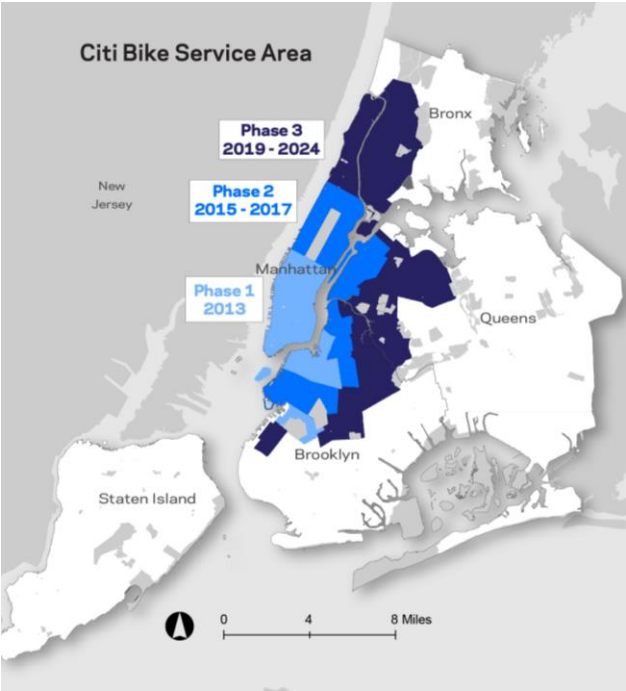 Citi Bike Service Area
Bronx
Phase 3
2019 - 2024
New
Jersey
Phase 2
2015 - 2017
Manhattan
Phase 1
2013
Queens
Brooklyn
Staten Island
0 4 8 Miles